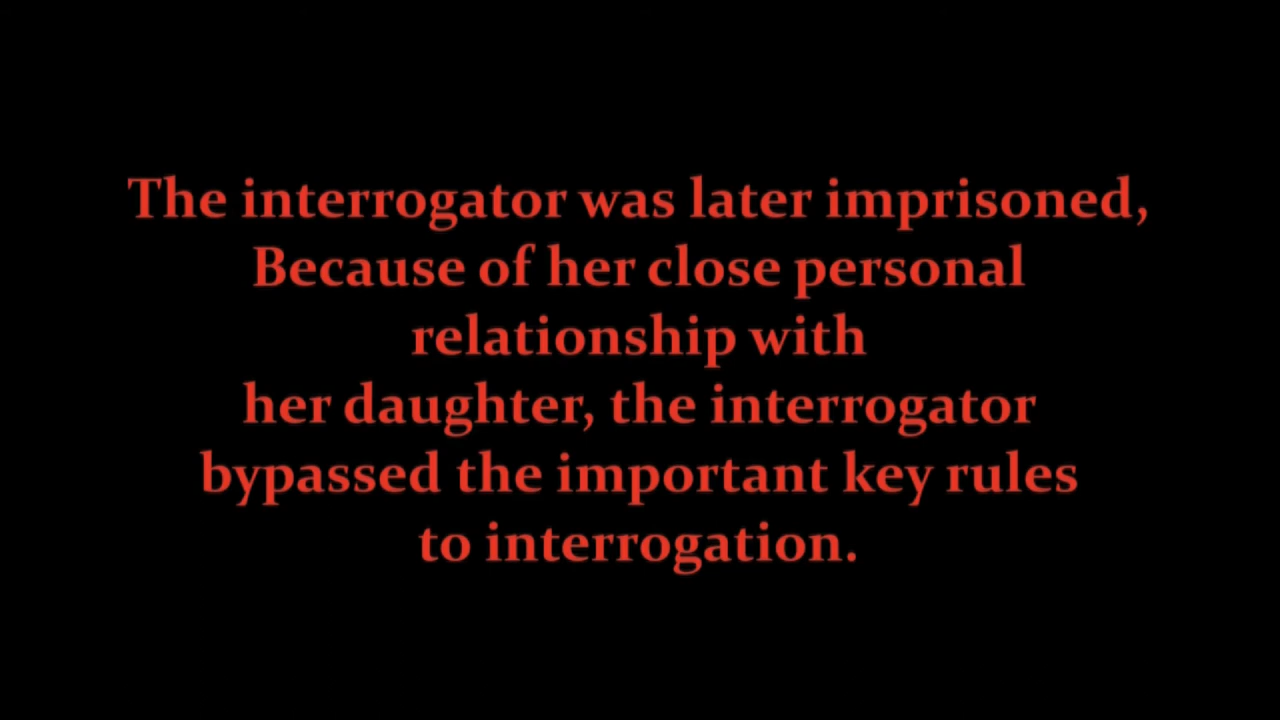 The interrogator was later imprisoned,
Because of her close personal
relationship with
her daughter, the interrogator
bypassed the important key rules
to interrogation.